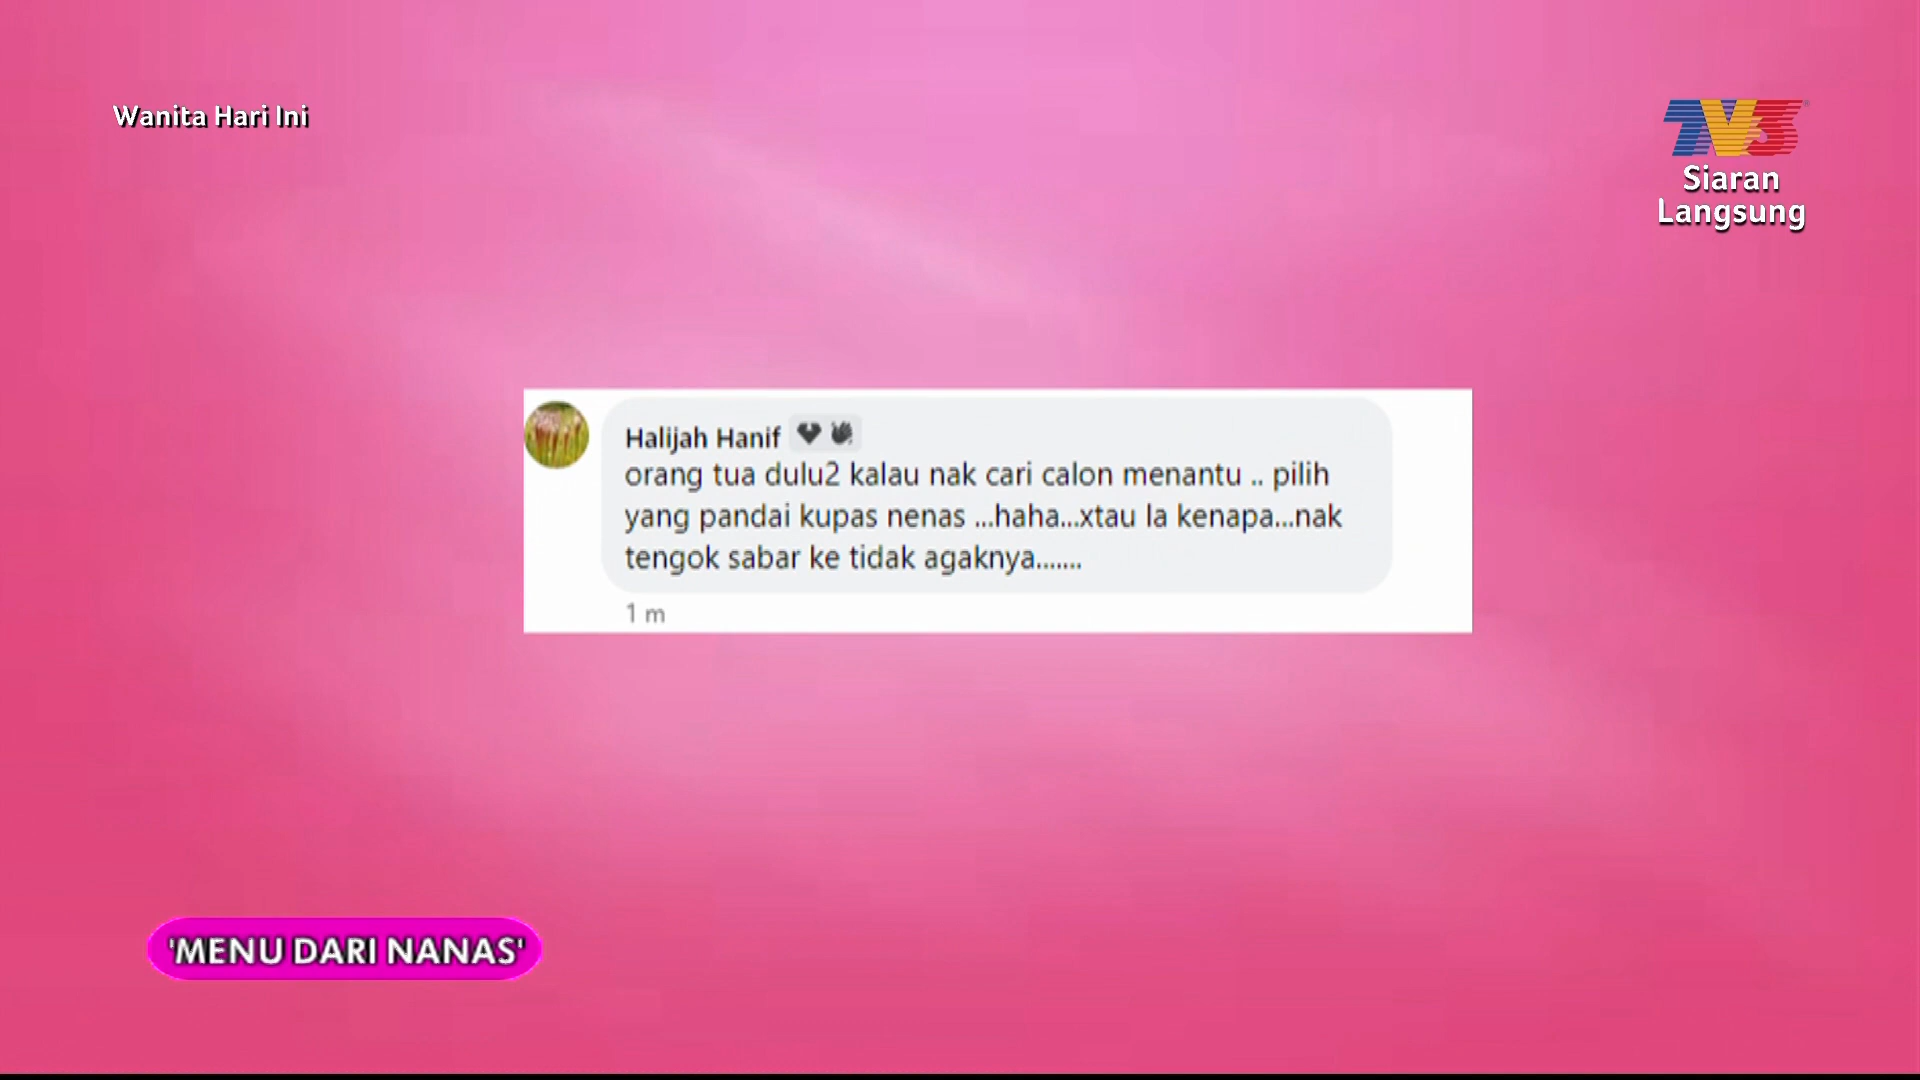 Wanita Hari Ini
TV3
Siaran
Langsung
Halijah Hanif
orang tua dulu2 kalau nak cari calon menantu .. pilih
yang pandai kupas nenas ...haha...xtau la kenapa...nak
tengok sabar ke tidak agaknya.......
1 m
'MENU DARI NANAS'